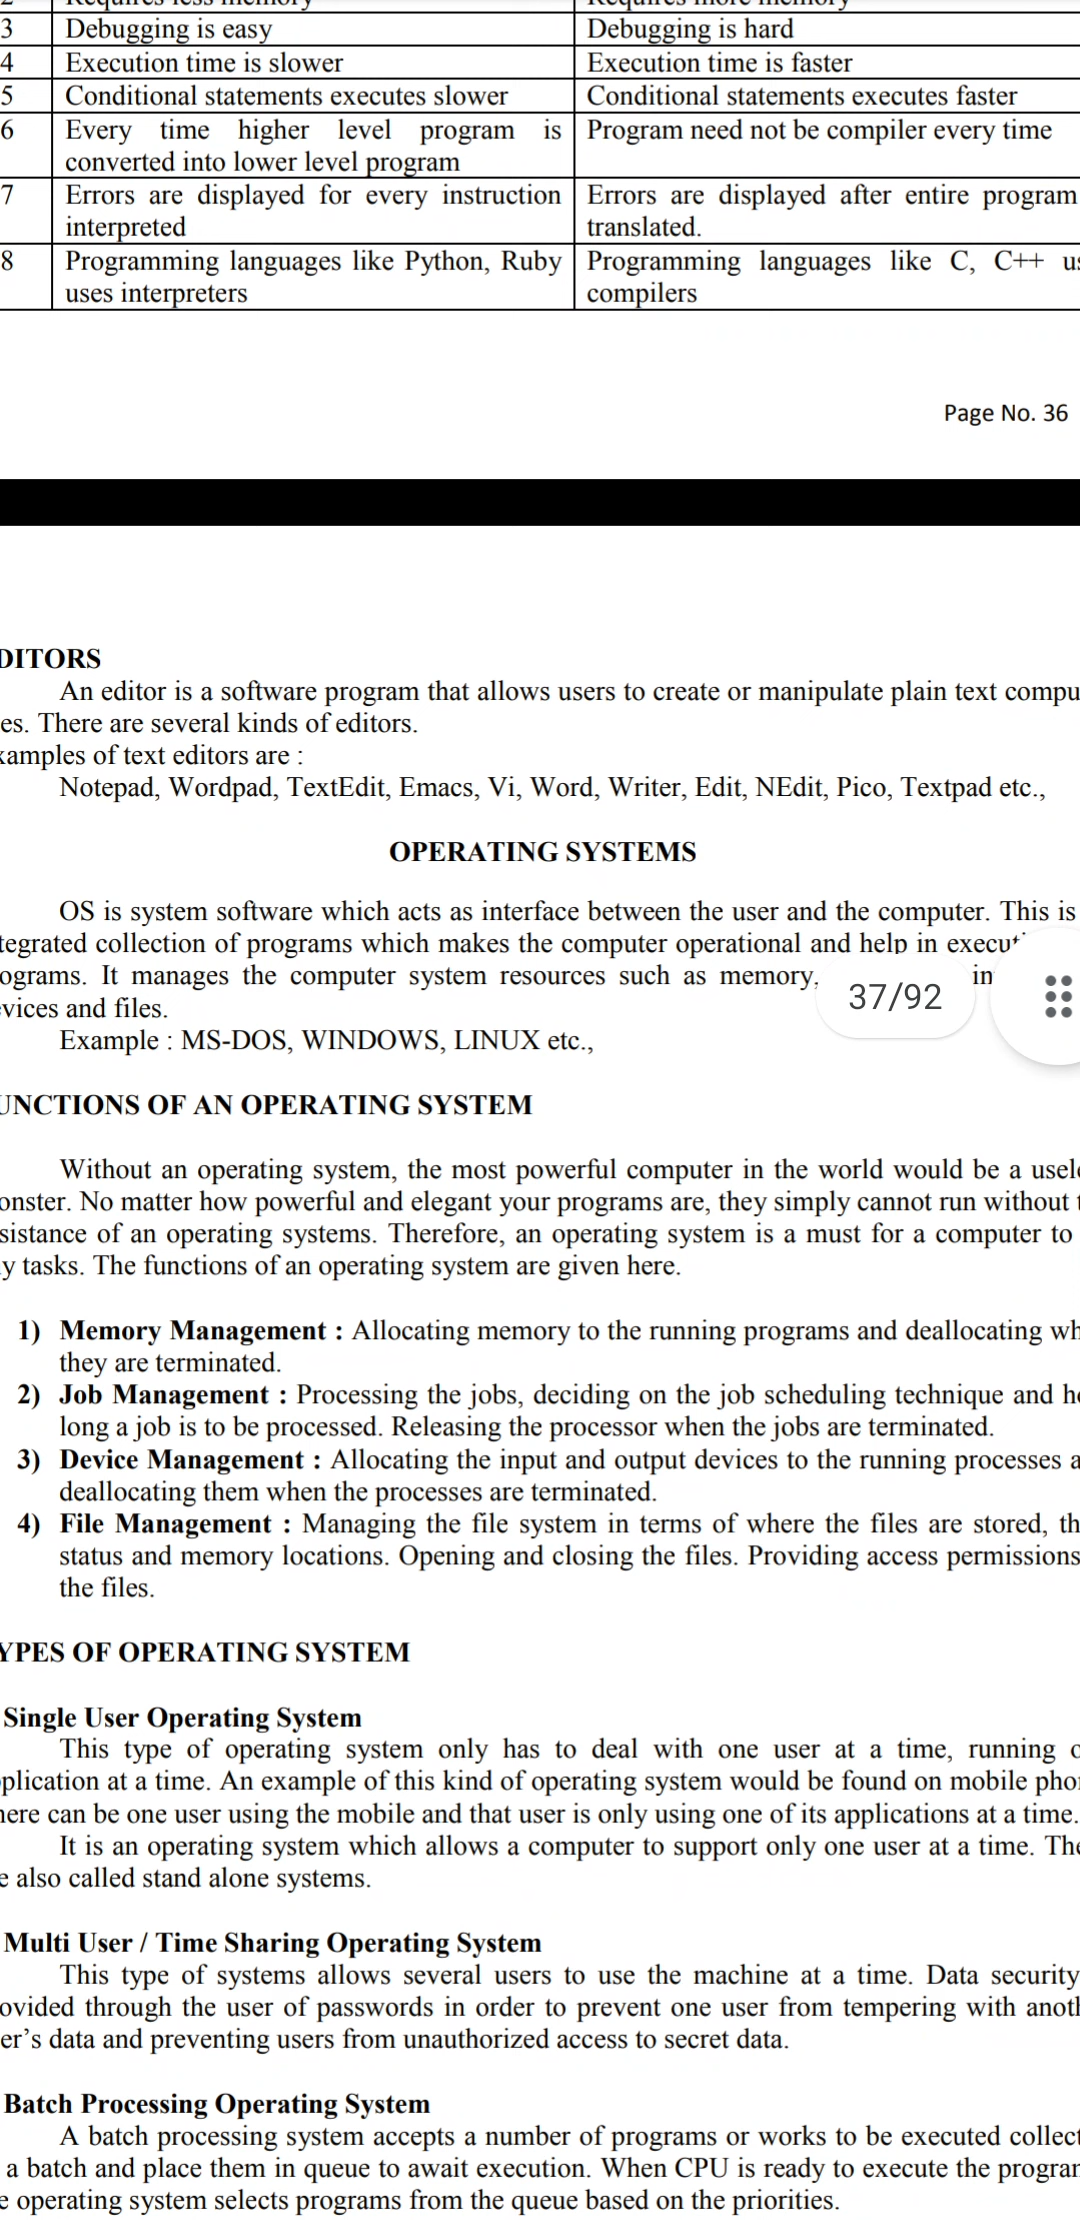 3 Debugging is easy Debugging is hard
4 Execution time is slower Execution time is faster
5 Conditional statements executes slower Conditional statements executes faster
6 Every time higher level program is Program need not be compiler every time
converted into lower level program
7 Errors are displayed for every instruction Errors are displayed after entire program
interpreted translated.
8 Programming languages like Python, Ruby Programming languages like C, C++
uses interpreters compilers
Page No. 36
DITORS
An editor is a software program that allows users to create or manipulate plain text compu
es. There are several kinds of editors.
amples of text editors are :
Notepad, Wordpad, TextEdit, Emacs, Vi, Word, Writer, Edit, NEdit, Pico, Textpad etc.,
OPERATING SYSTEMS
OS is system software which acts as interface between the user and the computer. This is
tegrated collection of programs which makes the computer operational and help in execut
ograms. It manages the computer system resources such as memory, in
vices and files.
37/92
Example : MS-DOS, WINDOWS, LINUX etc.,
UNCTIONS OF AN OPERATING SYSTEM
Without an operating system, the most powerful computer in the world would be a usel
onster. No matter how powerful and elegant your programs are, they simply cannot run without
sistance of an operating systems. Therefore, an operating system is a must for a computer to
y tasks. The functions of an operating system are given here.
1) Memory Management : Allocating memory to the running programs and deallocating wh
they are terminated.
2) Job Management : Processing the jobs, deciding on the job scheduling technique and h
long a job is to be processed. Releasing the processor when the jobs are terminated.
3) Device Management : Allocating the input and output devices to the running processes a
deallocating them when the processes are terminated.
4) File Management : Managing the file system in terms of where the files are stored, th
status and memory locations. Opening and closing the files. Providing access permissions
the files.
YPES OF OPERATING SYSTEM
Single User Operating System
This type of operating system only has to deal with one user at a time, running
plication at a time. An example of this kind of operating system would be found on mobile pho
here can be one user using the mobile and that user is only using one of its applications at a time.
It is an operating system which allows a computer to support only one user at a time. The
e also called stand alone systems.
Multi User / Time Sharing Operating System
This type of systems allows several users to use the machine at a time. Data security
ovided through the user of passwords in order to prevent one user from tempering with anoth
er's data and preventing users from unauthorized access to secret data.
Batch Processing Operating System
A batch processing system accepts a number of programs or works to be executed collect
a batch and place them in queue to await execution. When CPU is ready to execute the program
e operating system selects programs from the queue based on the priorities.